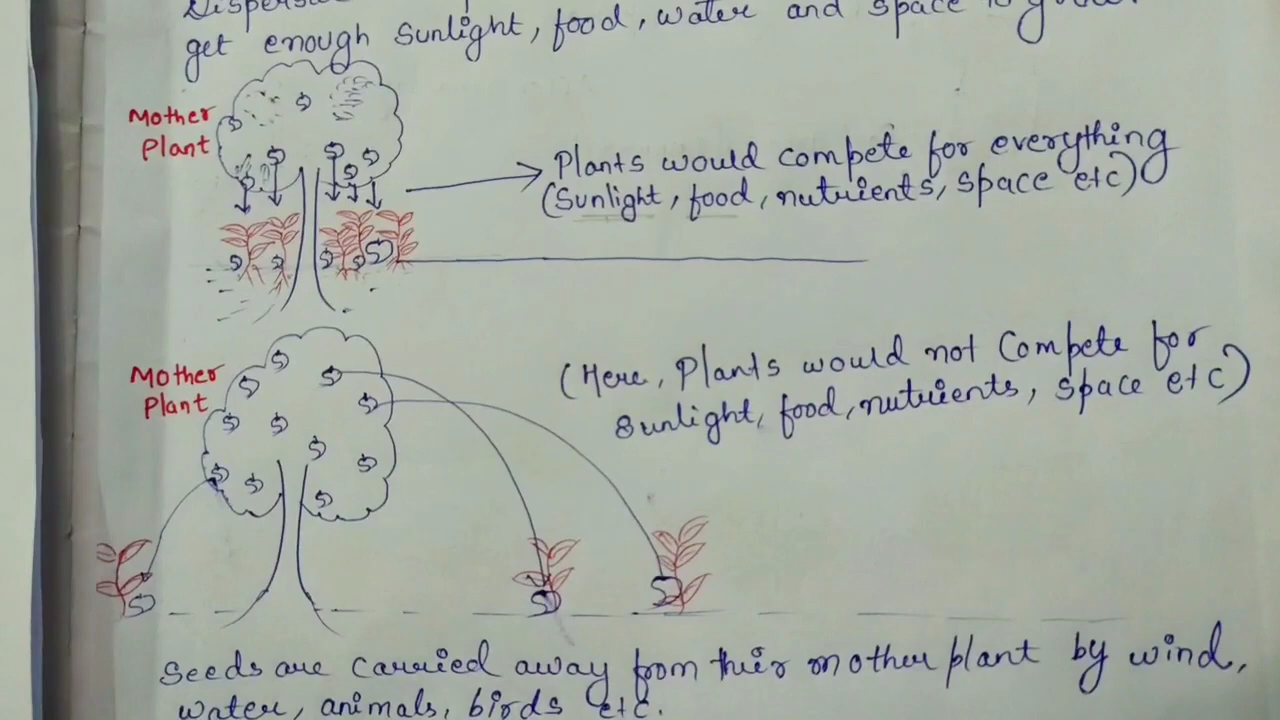 get enough sunlight, food, water and space to
Mother
Plant
Plants would compete for everything
(Sunlight, food, nutrients, space etc)
Mother
Plant
(Here, Plants would not Compete for
Sunlight, food, nutrients, space etc)
Seeds are carried away from their mother plant by wind,
water, animals, birds etc.